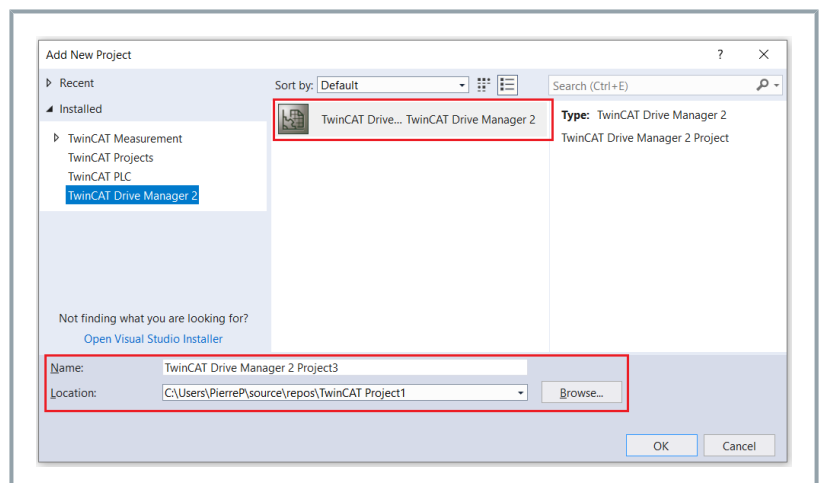 Add New Project
?
Recent
Installed
TwinCAT Measurement
TwinCAT Projects
TwinCAT PLC
TwinCAT Drive Manager 2
Not finding what you are looking for?
Open Visual Studio Installer
Sort by: Default
TwinCAT Drive... TwinCAT Drive Manager 2
Search (Ctrl+E)
Type: TwinCAT Drive Manager 2
TwinCAT Drive Manager 2 Project
Name: TwinCAT Drive Manager 2 Project3
Location: C:\Users\PierreP\source\repos\TwinCAT Project1
Browse...
OK
Cancel